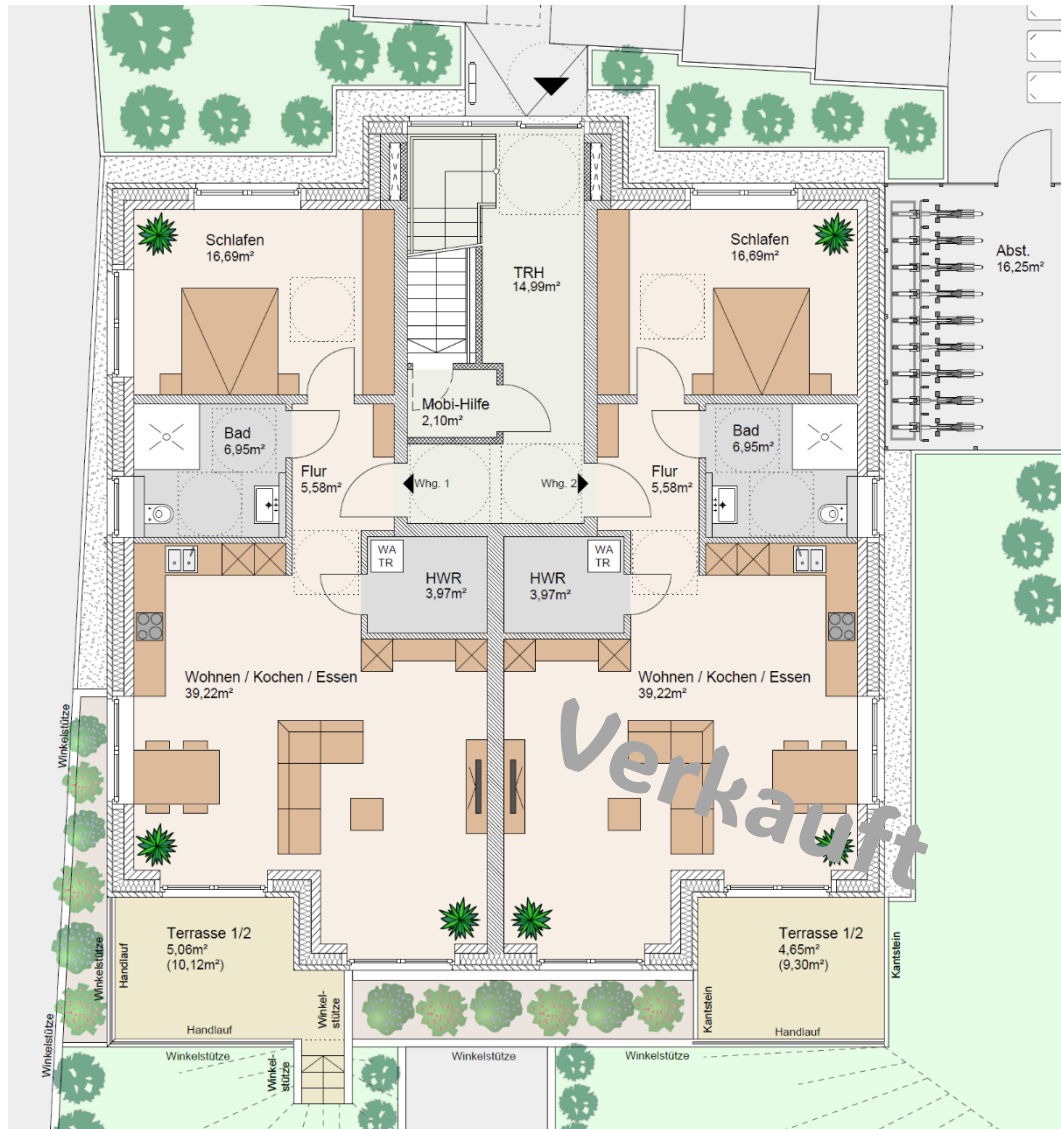 Schlafen
16,69m²
Schlafen
16,69m²
Abst.
16,25m²
TRH
14,99m²
Mobi-Hilfe
2,10m²
Bad
6,95m²
Bad
6,95m²
Flur
5,58m²
Flur
5,58m²
Whg. 1
Whg. 2
WA
TR
WA
TR
HWR
3,97m²
HWR
3,97m²
Wohnen / Kochen / Essen
39,22m²
Wohnen / Kochen / Essen
39,22m²
Verkauft
Winkelstütze
Winkelstütze
Winkelstütze
Handlauf
Terrasse 1/2
5,06m²
(10,12m²)
Handlauf
Winkel-
stütze
Winkelstütze
Winkel-
stütze
Winkelstütze
Winkelstütze
Kantstein
Terrasse 1/2
4,65m²
(9,30m²)
Handlauf
Kantstein